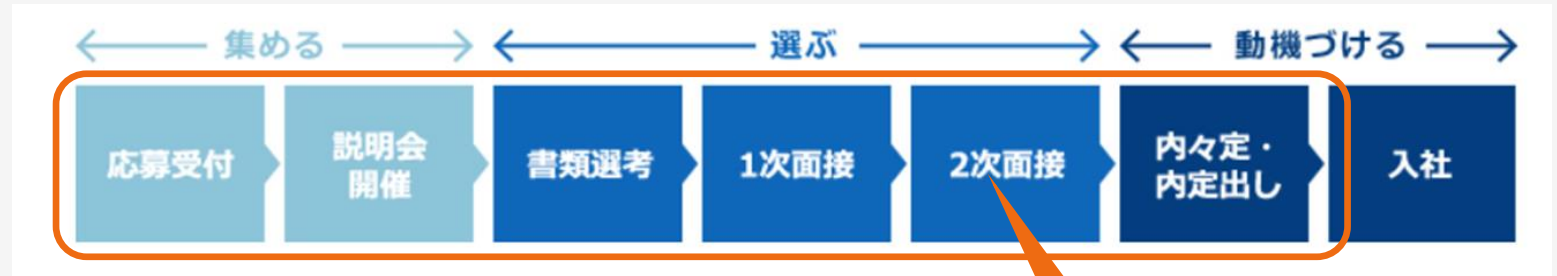 集める
選ぶ
動機づける
応募受付
説明会
開催
書類選考
1次面接
2次面接
内々定・
内定出し
入社